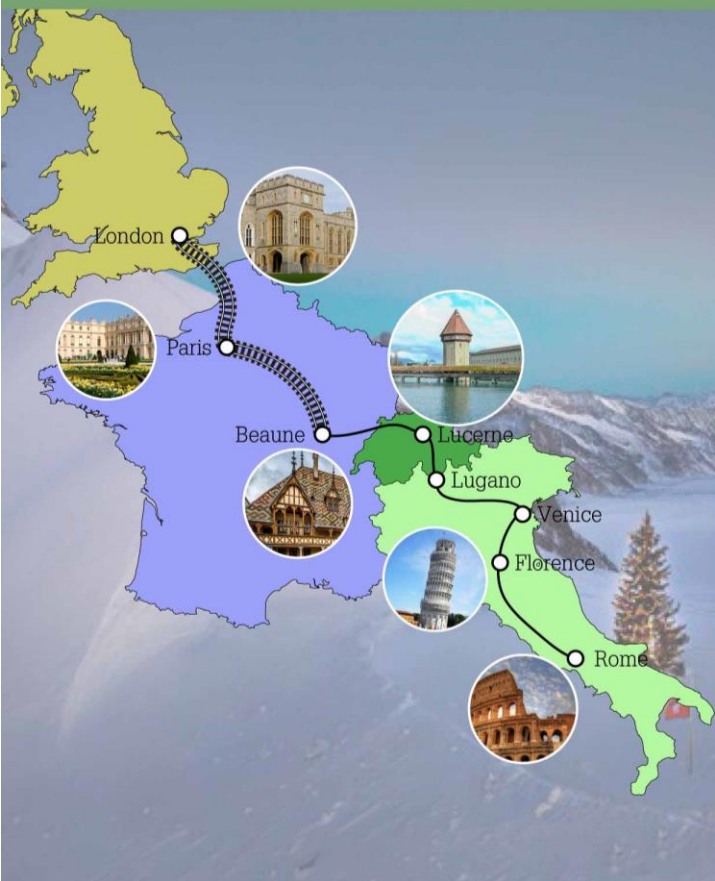 London
Paris
Beaune
Lucerne
Lugano
Venice
Florence
Rome